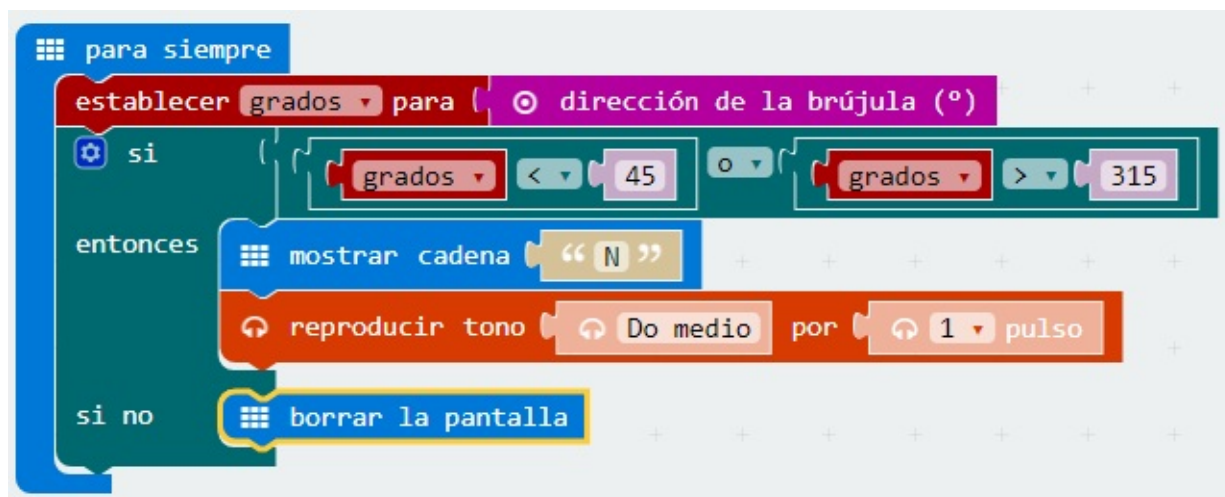 para siempre
establecer grados para dirección de la brújula (º)
si grados < 45 o grados > 315
entonces
mostrar cadena “ N ”
reproducir tono Do medio por 1 pulso
si no borrar la pantalla